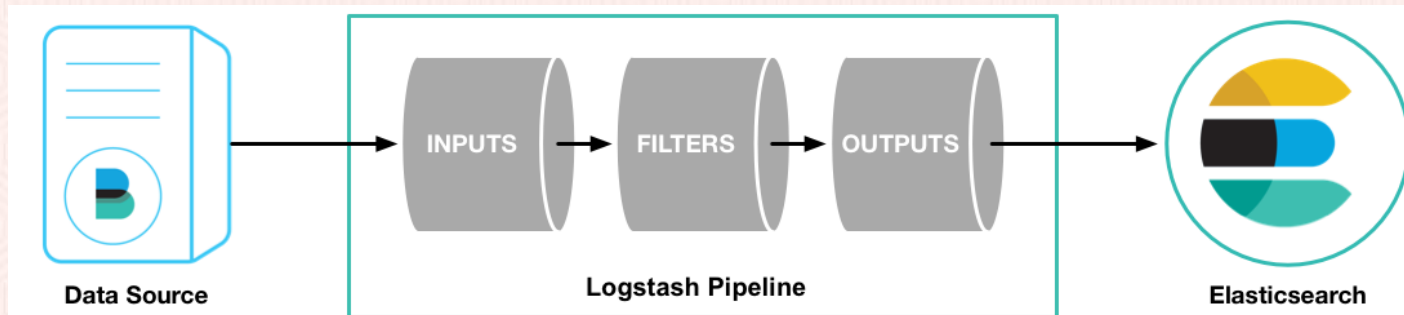 INPUTS
FILTERS
OUTPUTS
Data Source
Logstash Pipeline
Elasticsearch